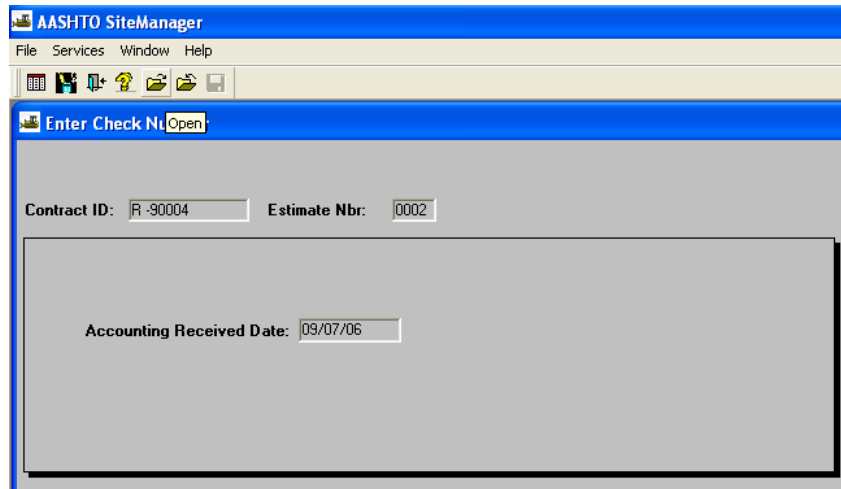 AASHTO SiteManager
File Services Window Help
Enter Check Nu
Open
Contract ID: R -90004 Estimate Nbr: 0002
Accounting Received Date: 09/07/06